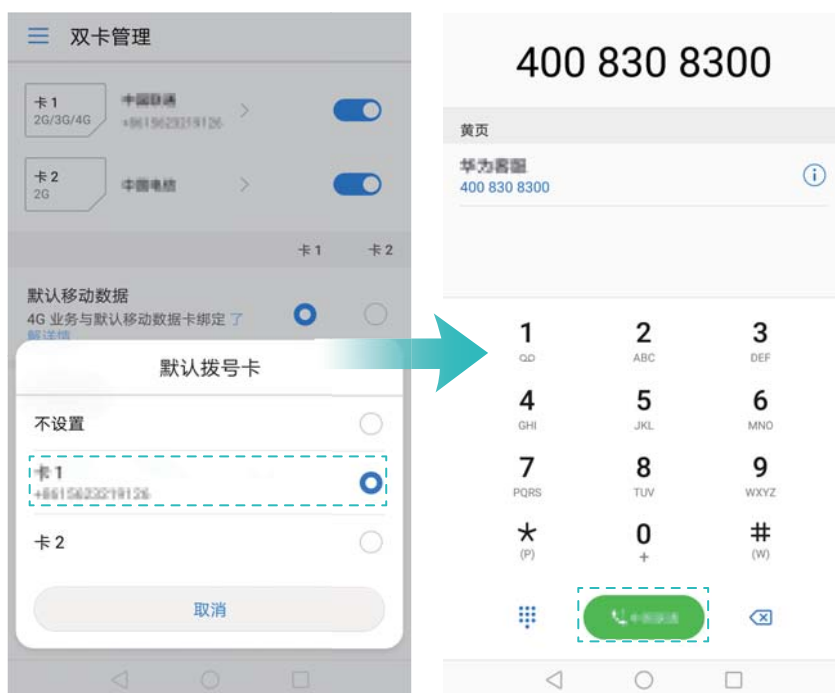 双卡管理
卡 1
2G/3G/4G
中国联通
卡 2
2G
中国电信
卡 1 卡 2
默认移动数据
4G 业务与默认移动数据卡绑定 了
解详情
默认拨号卡
不设置
卡 1
卡 2
取消
400 830 8300
黄页
华为客服
400 830 8300
1
2
ABC
3
DEF
4
GHI
5
JKL
6
MNO
7
PQRS
8
TUV
9
WXYZ
*
(P)
0
+
#
(W)
中国联通